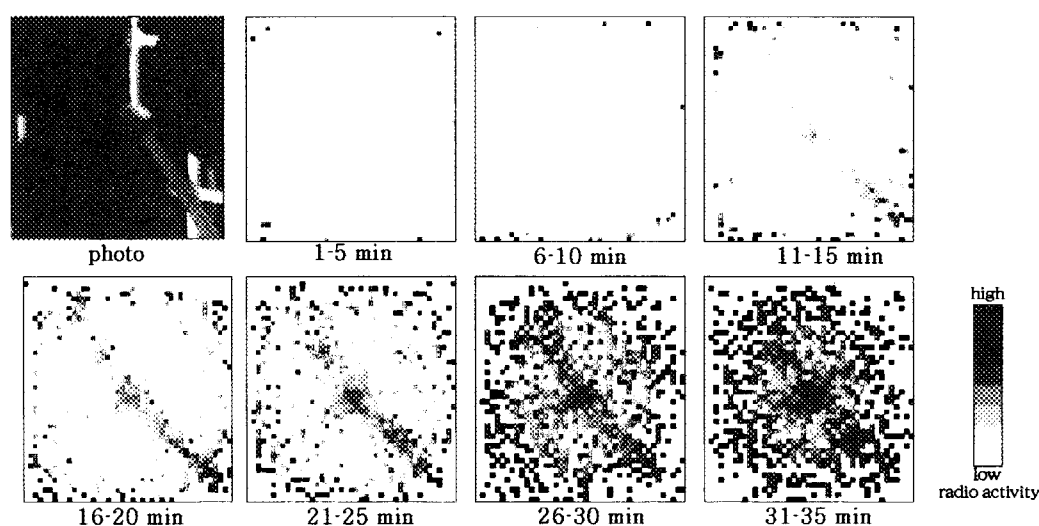 photo
1-5 min
6-10 min
11-15 min
16-20 min
21-25 min
26-30 min
31-35 min
high
low
radio activity